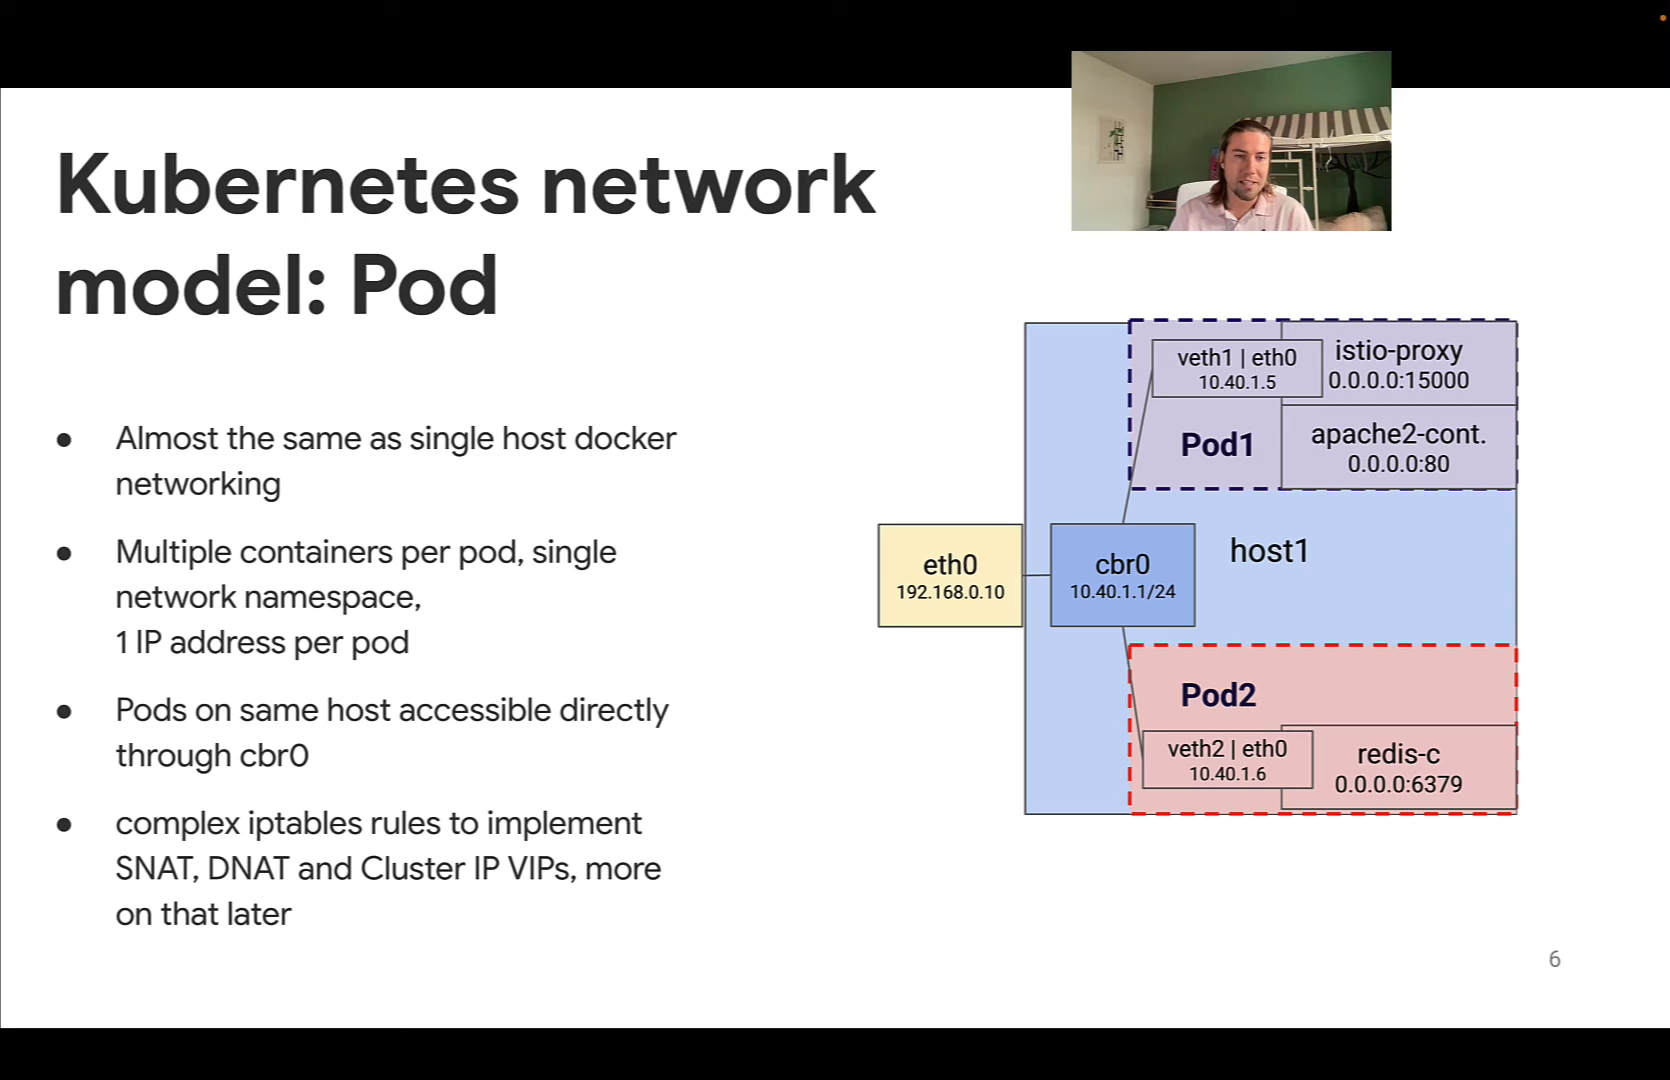 Kubernetes network
model: Pod
● Almost the same as single host docker
networking
● Multiple containers per pod, single
network namespace,
1 IP address per pod
● Pods on same host accessible directly
through cbr0
● complex iptables rules to implement
SNAT, DNAT and Cluster IP VIPs, more
on that later
veth1 | eth0
10.40.1.5
istio-proxy
0.0.0.0:15000
Pod1
apache2-cont.
0.0.0.0:80
eth0
192.168.0.10
cbr0
10.40.1.1/24
host1
Pod2
veth2 | eth0
10.40.1.6
redis-c
0.0.0.0:6379
6